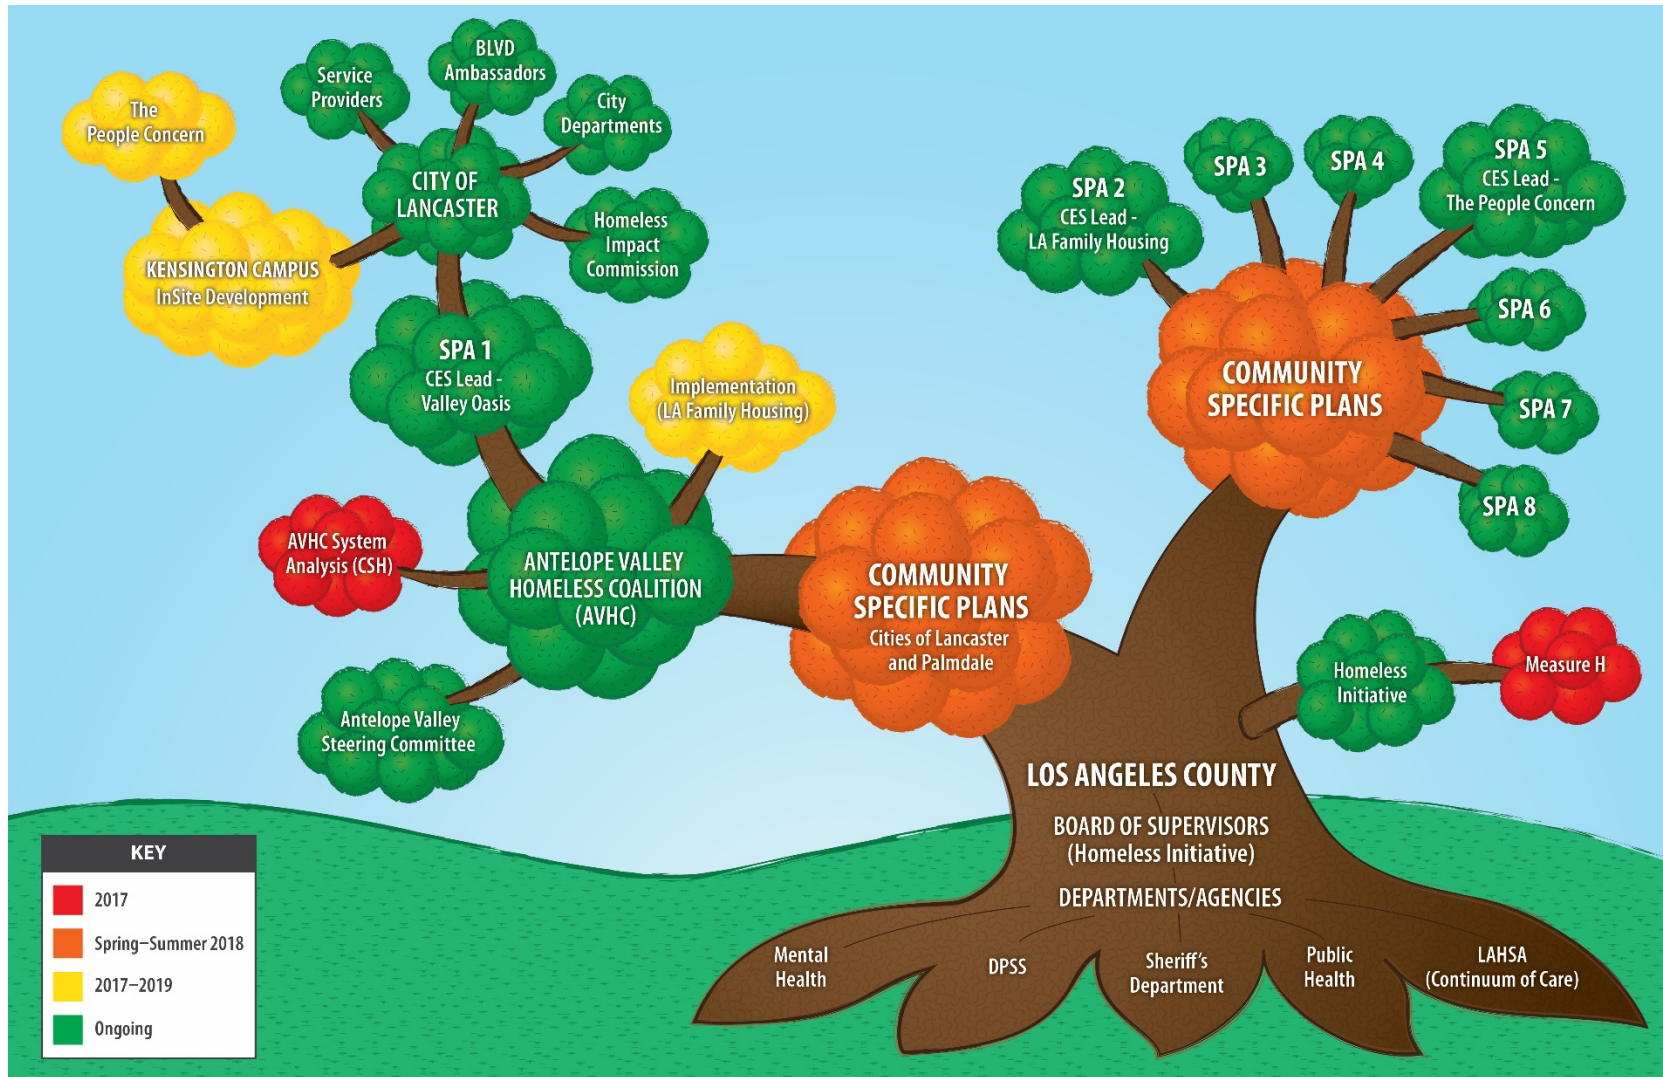 The
People Concern
Service
Providers
BLVD
Ambassadors
City
Departments
CITY OF
LANCASTER
Homeless
Impact
Commission
KENSINGTON CAMPUS
InSite Development
SPA 1
CES Lead -
Valley Oasis
Implementation
(LA Family Housing)
AVHC System
Analysis (CSH)
ANTELOPE VALLEY
HOMELESS COALITION
(AVHC)
Antelope Valley
Steering Committee
COMMUNITY
SPECIFIC PLANS
Cities of Lancaster
and Palmdale
SPA 2
CES Lead -
LA Family Housing
SPA 3
SPA 4
SPA 5
CES Lead -
The People Concern
SPA 6
SPA 7
SPA 8
COMMUNITY
SPECIFIC PLANS
Homeless
Initiative
Measure H
LOS ANGELES COUNTY
BOARD OF SUPERVISORS
(Homeless Initiative)
DEPARTMENTS/AGENCIES
Mental
Health
DPSS
Sheriff's
Department
Public
Health
LAHSA
(Continuum of Care)
KEY
2017
Spring–Summer 2018
2017–2019
Ongoing